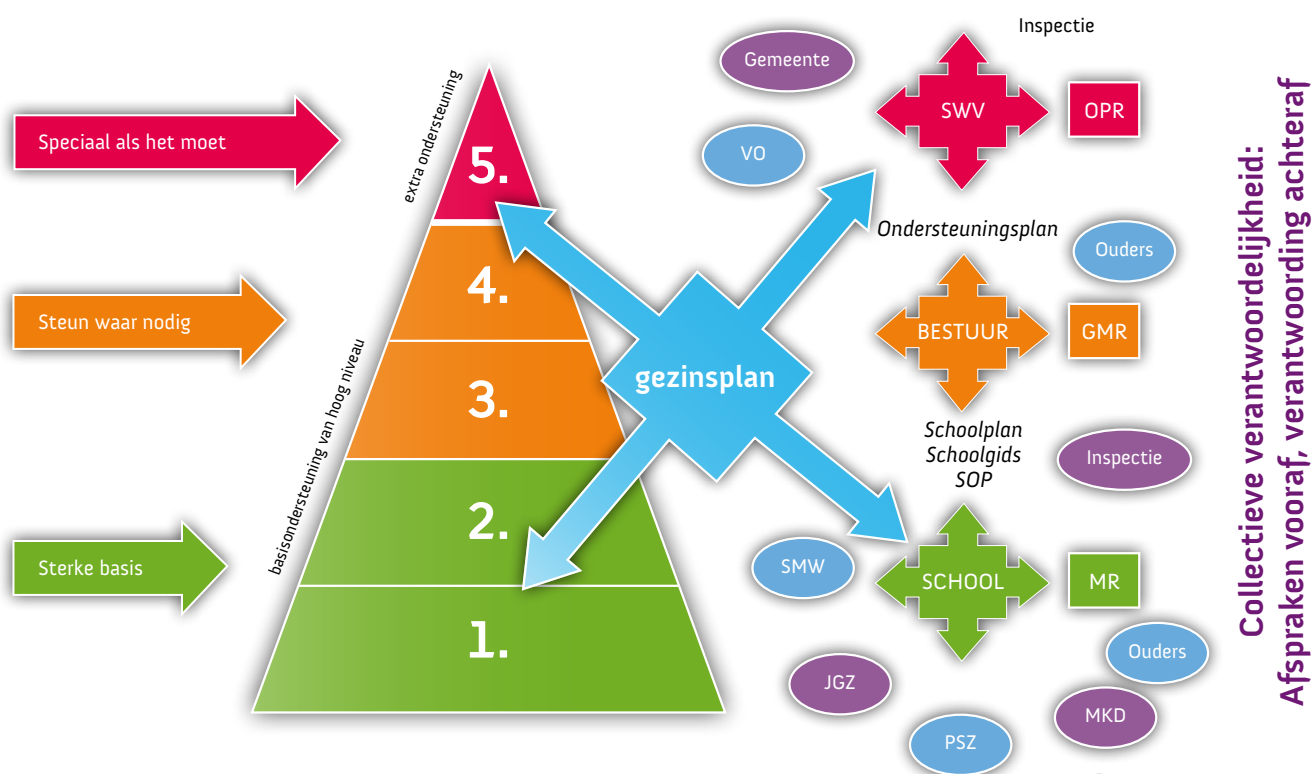 Speciaal als het moet
Steun waar nodig
Sterke basis
extra ondersteuning
basisondersteuning van hoog niveau
5.
4.
3.
2.
1.
gezinsplan
Inspectie
Gemeente
VO
SWV
OPR
Ondersteuningsplan
Ouders
BESTUUR
GMR
Schoolplan
Schoolgids
SOP
Inspectie
SMW
SCHOOL
MR
Ouders
JGZ
MKD
PSZ
Collectieve verantwoordelijkheid:
Afspraken vooraf, verantwoording achteraf